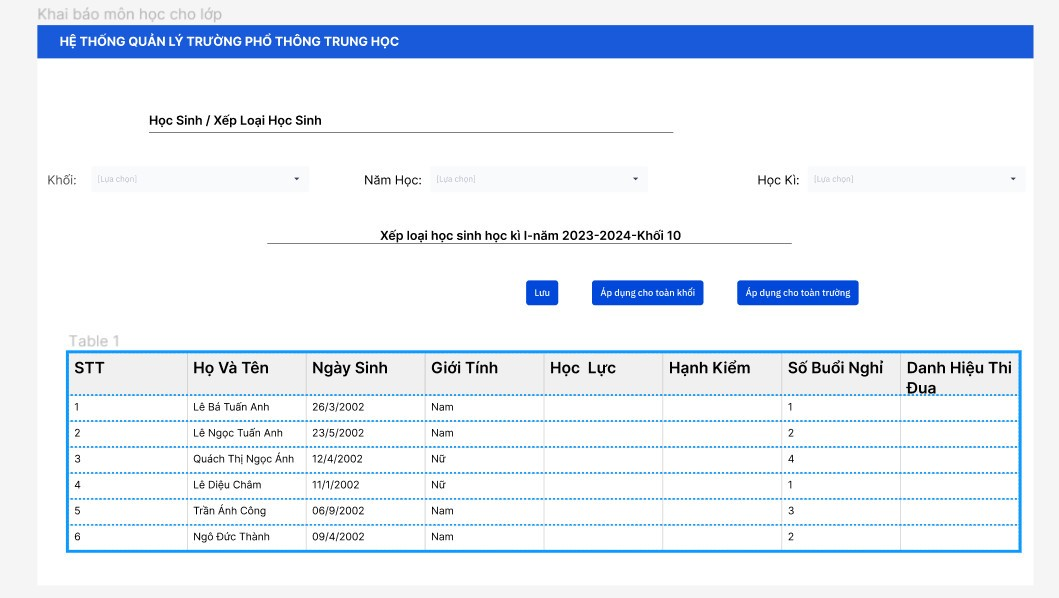 Khai báo môn học cho lớp
HỆ THỐNG QUẢN LÝ TRƯỜNG PHỔ THÔNG TRUNG HỌC
Học Sinh / Xếp Loại Học Sinh
Khối: [Lựa chọn] Năm Học: [Lựa chọn] Học Kì: [Lựa chọn]
Xếp loại học sinh học kì I-năm 2023-2024-Khối 10
Lưu Áp dụng cho toàn khối Áp dụng cho toàn trường
Table 1
STT Họ Và Tên Ngày Sinh Giới Tính Học Lực Hạnh Kiểm Số Buổi Nghỉ Danh Hiệu Thi
Đua
1 Lê Bá Tuấn Anh 26/3/2002 Nam 1
2 Lê Ngọc Tuấn Anh 23/5/2002 Nam 2
3 Quách Thị Ngọc Ánh 12/4/2002 Nữ 4
4 Lê Diệu Châm 11/1/2002 Nữ 1
5 Trần Ánh Công 06/9/2002 Nam 3
6 Ngô Đức Thành 09/4/2002 Nam 2